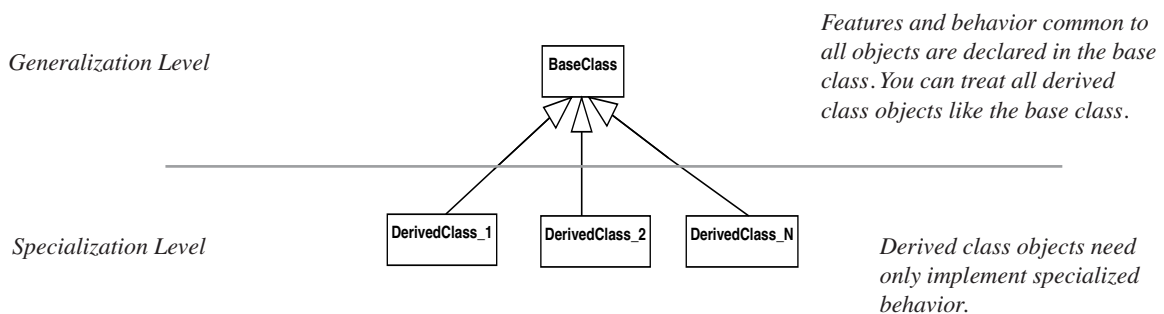 Generalization Level
BaseClass
Features and behavior common to
all objects are declared in the base
class. You can treat all derived
class objects like the base class.
Specialization Level
DerivedClass_1
DerivedClass_2
DerivedClass_N
Derived class objects need
only implement specialized
behavior.